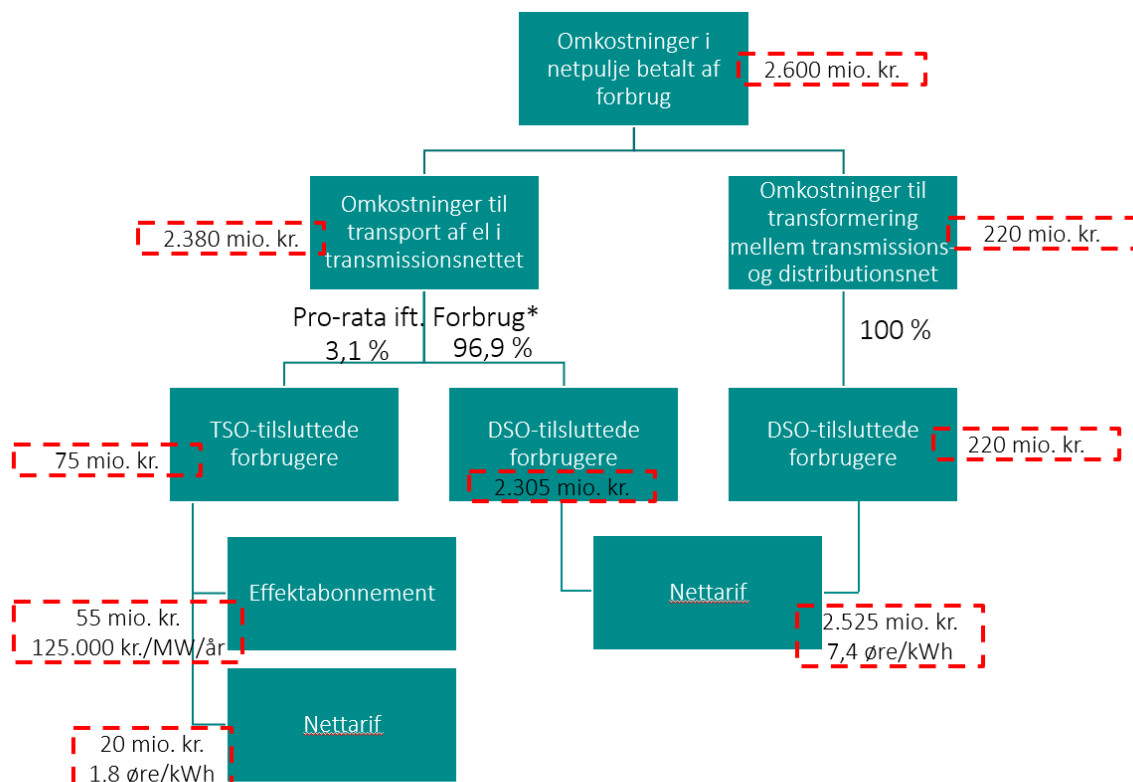 Omkostninger i
netpulje betalt af
forbrug
2.600 mio. kr.
Omkostninger til
transport af el i
transmissionsnettet
2.380 mio. kr.
Omkostninger til
transformering
mellem transmissions-
og distributionsnet
220 mio. kr.
Pro-rata ift. Forbrug*
3,1 %
96,9 %
100 %
TSO-tilsluttede
forbrugere
75 mio. kr.
DSO-tilsluttede
forbrugere
2.305 mio. kr.
DSO-tilsluttede
forbrugere
220 mio. kr.
Effektabonnement
55 mio. kr.
125.000 kr./MW/år
Nettarif
2.525 mio. kr.
7,4 øre/kWh
Nettarif
20 mio. kr.
1,8 øre/kWh